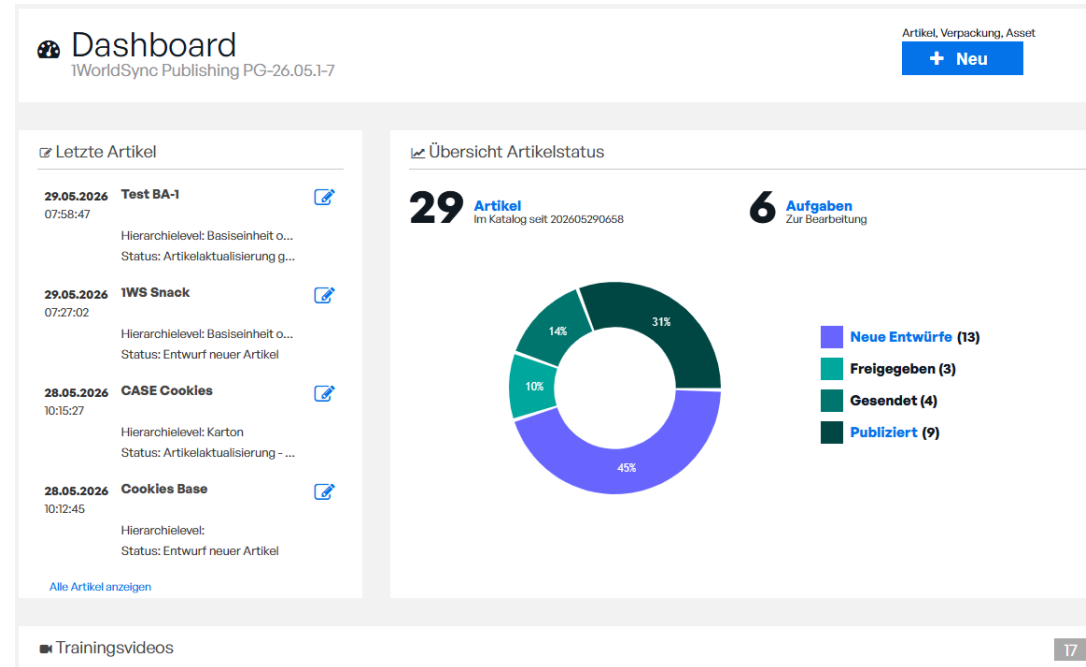 Dashboard
1WorldSync Publishing PG-26.05.1-7
Artikel, Verpackung, Asset
+ Neu
Letzte Artikel
29.05.2026 Test BA-1
07:58:47
Hierarchielevel: Basiseinheit o...
Status: Artikelaktualisierung g...
29.05.2026 1WS Snack
07:27:02
Hierarchielevel: Basiseinheit o...
Status: Entwurf neuer Artikel
28.05.2026 CASE Cookies
10:15:27
Hierarchielevel: Karton
Status: Artikelaktualisierung - ...
28.05.2026 Cookies Base
10:12:45
Hierarchielevel:
Status: Entwurf neuer Artikel
Alle Artikel anzeigen
Übersicht Artikelstatus
29 Artikel
Im Katalog seit 202605290658
6 Aufgaben
Zur Bearbeitung
31%
14%
10%
45%
Neue Entwürfe (13)
Freigegeben (3)
Gesendet (4)
Publiziert (9)
Trainingsvideos
17